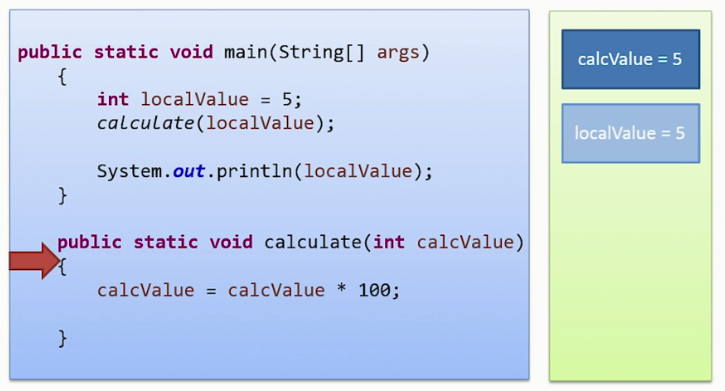 public static void main(String[] args)
{
int localValue = 5;
calculate(localValue);
System.out.println(localValue);
}
public static void calculate(int calcValue)
{
calcValue = calcValue * 100;
}
calcValue = 5
localValue = 5